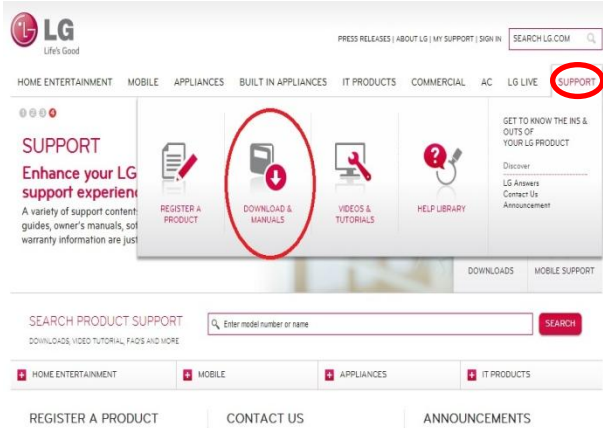 LG
Life's Good
PRESS RELEASES | ABOUT LG | MY SUPPORT | SIGN IN
SEARCH LG.COM
HOME ENTERTAINMENT MOBILE APPLIANCES BUILT IN APPLIANCES IT PRODUCTS COMMERCIAL AC LG LIVE SUPPORT
SUPPORT
Enhance your LG
support experien
A variety of support content
guides, owner's manuals, sof
warranty information are just
REGISTER A
PRODUCT
DOWNLOAD &
MANUALS
VIDEOS &
TUTORIALS
HELP LIBRARY
GET TO KNOW THE INS &
OUTS OF
YOUR LG PRODUCT
Discover
LG Answers
Contact Us
Announcement
DOWNLOADS MOBILE SUPPORT
SEARCH PRODUCT SUPPORT
DOWNLOADS, VIDEO TUTORIAL, FAQ'S AND MORE
Enter model number or name
SEARCH
HOME ENTERTAINMENT MOBILE APPLIANCES IT PRODUCTS
REGISTER A PRODUCT CONTACT US ANNOUNCEMENTS